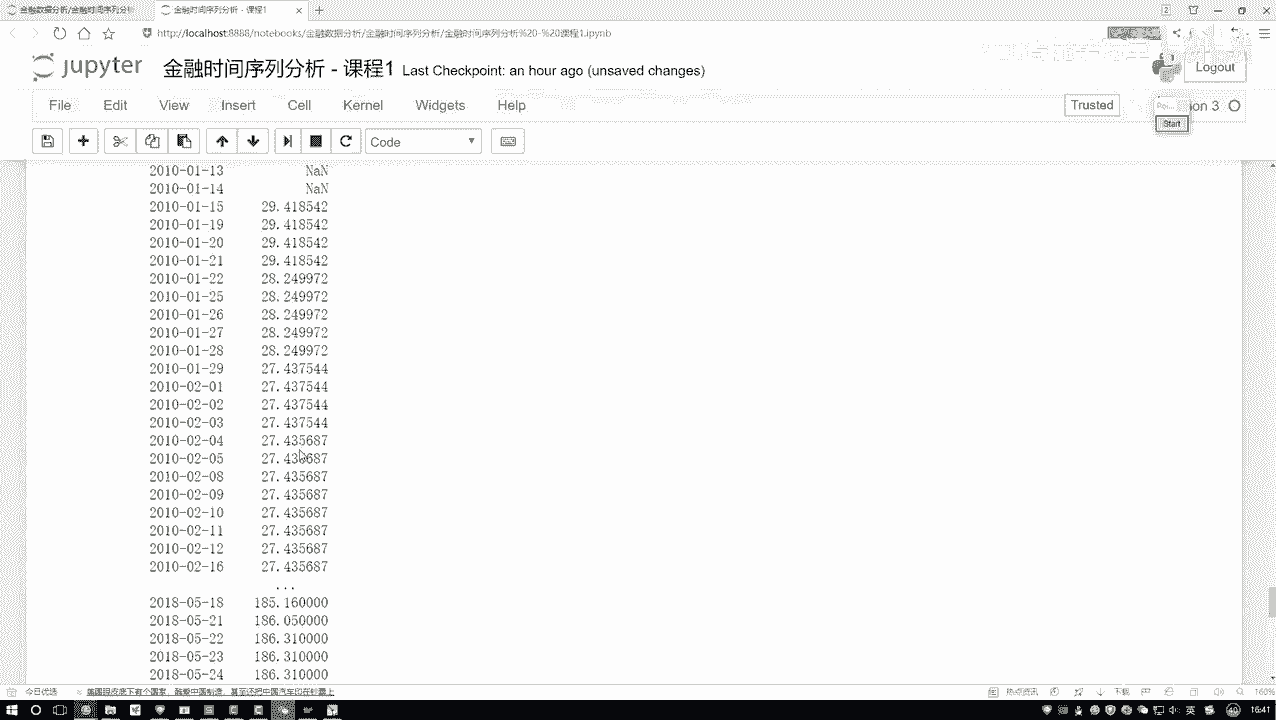 金融数据分析/金融时间序列分析
金融时间序列分析 - 课程1
http://localhost:8888/notebooks/金融数据分析/金融时间序列分析/金融时间序列分析%20-%20课程1.ipynb
jupyter 金融时间序列分析 - 课程1 Last Checkpoint: an hour ago (unsaved changes)
Logout
File Edit View Insert Cell Kernel Widgets Help
Trusted
Start
Code
2010-01-13 NaN
2010-01-14 NaN
2010-01-15 29.418542
2010-01-19 29.418542
2010-01-20 29.418542
2010-01-21 29.418542
2010-01-22 28.249972
2010-01-25 28.249972
2010-01-26 28.249972
2010-01-27 28.249972
2010-01-28 28.249972
2010-01-29 27.437544
2010-02-01 27.437544
2010-02-02 27.437544
2010-02-03 27.437544
2010-02-04 27.435687
2010-02-05 27.435687
2010-02-08 27.435687
2010-02-09 27.435687
2010-02-10 27.435687
2010-02-11 27.435687
2010-02-12 27.435687
2010-02-16 27.435687
...
2018-05-18 185.160000
2018-05-21 186.050000
2018-05-22 186.310000
2018-05-23 186.310000
2018-05-24 186.310000
今日优选
热点资讯
下载
160%
英
16:41